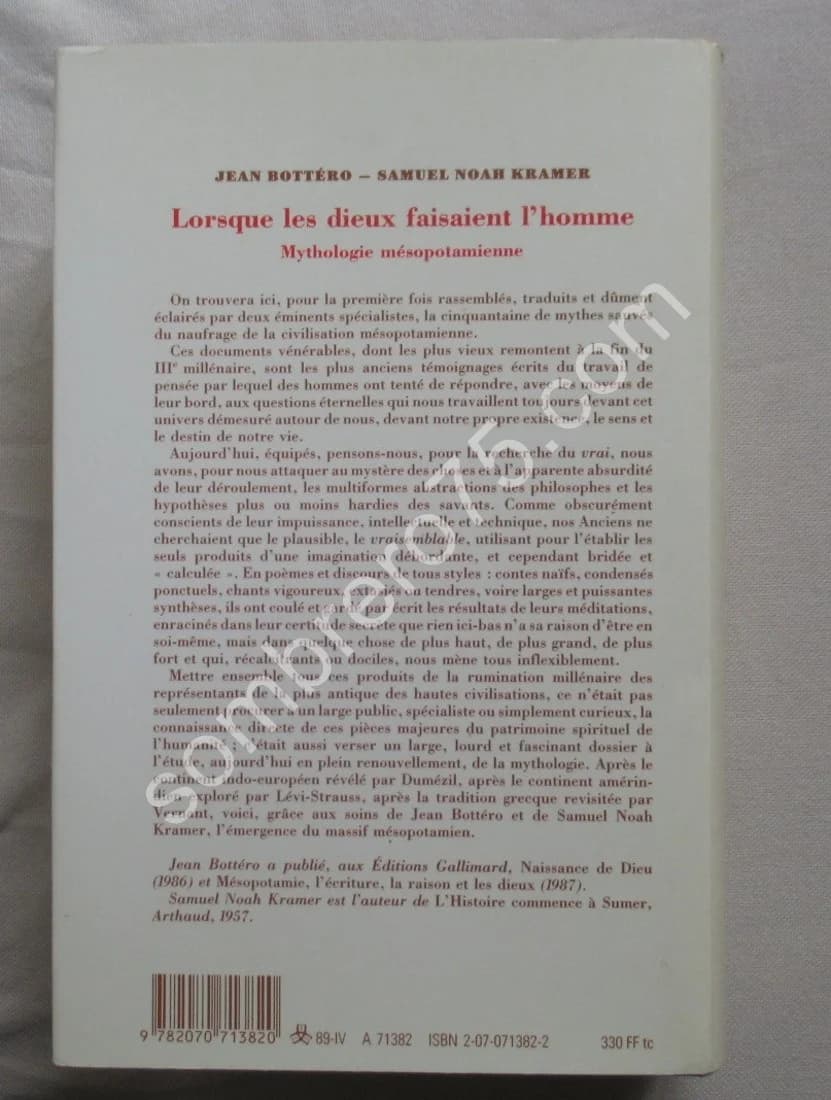 JEAN BOTTÉRO – SAMUEL NOAH KRAMER
Lorsque les dieux faisaient l'homme
Mythologie mésopotamienne
On trouvera ici, pour la première fois rassemblés, traduits et dûment
éclairés par deux éminents spécialistes, la cinquantaine de mythes sauvés
du naufrage de la civilisation mésopotamienne.
Ces documents vénérables, dont les plus vieux remontent à la fin du
IIIe millénaire, sont les plus anciens témoignages écrits du travail de
pensée par lequel des hommes ont tenté de répondre, avec les moyens de
leur bord, aux questions éternelles qui nous travaillent toujours devant cet
univers démesuré autour de nous, devant notre propre existence, le sens et
le destin de notre vie.
Aujourd'hui, équipés, pensons-nous, pour la recherche du vrai, nous
avons, pour nous attaquer au mystère des choses et à l'apparente absurdité
de leur déroulement, les multiformes abstractions des philosophes et les
hypothèses plus ou moins hardies des savants. Comme obscurément
conscients de leur impuissance, intellectuelle et technique, nos Anciens ne
cherchaient que le plausible, le vraisemblable, utilisant pour l'établir les
seuls produits d'une imagination débordante, et cependant bridée et
« calculée ». En poèmes et discours de tous styles : contes naïfs, condensés
ponctuels, chants vigoureux, extasiés ou tendres, voire larges et puissantes
synthèses, ils ont coulé et gardé par écrit les résultats de leurs méditations,
enracinés dans leur certitude secrète que rien ici-bas n'a sa raison d'être en
soi-même, mais dans quelque chose de plus haut, de plus grand, de plus
fort et qui, récalcitrants ou dociles, nous mène tous inflexiblement.
Mettre ensemble tous ces produits de la rumination millénaire des
représentants de la plus antique des hautes civilisations, ce n'était pas
seulement procurer à un large public, spécialiste ou simplement curieux, la
connaissance directe de ces pièces majeures du patrimoine spirituel de
l'humanité ; c'était aussi verser un large, lourd et fascinant dossier à
l'étude, aujourd'hui en plein renouvellement, de la mythologie. Après le
continent indo-européen révélé par Dumézil, après le continent amérin-
dien exploré par Lévi-Strauss, après la tradition grecque revisitée par
Vernant, voici, grâce aux soins de Jean Bottéro et de Samuel Noah
Kramer, l'émergence du massif mésopotamien.
Jean Bottéro a publié, aux Éditions Gallimard, Naissance de Dieu
(1986) et Mésopotamie, l'écriture, la raison et les dieux (1987).
Samuel Noah Kramer est l'auteur de L'Histoire commence à Sumer,
Arthaud, 1957.
9 782070 713820 89-IV A 71382 ISBN 2-07-071382-2 330 FF tc
sombrero75.com